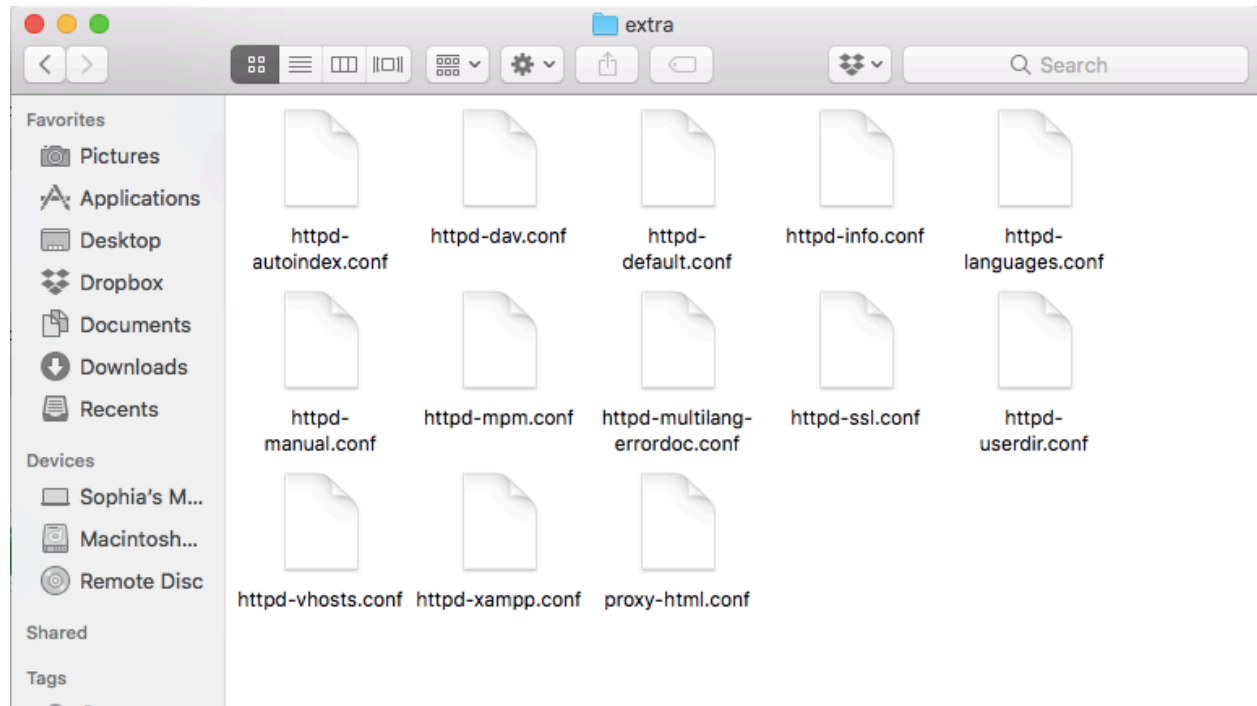 extra
Search
Favorites
Pictures
Applications
Desktop
Dropbox
Documents
Downloads
Recents
Devices
Sophia's M...
Macintosh...
Remote Disc
Shared
Tags
httpd-
autoindex.conf
httpd-dav.conf
httpd-
default.conf
httpd-info.conf
httpd-
languages.conf
httpd-
manual.conf
httpd-mpm.conf
httpd-multilang-
errordoc.conf
httpd-ssl.conf
httpd-
userdir.conf
httpd-vhosts.conf
httpd-xampp.conf
proxy-html.conf